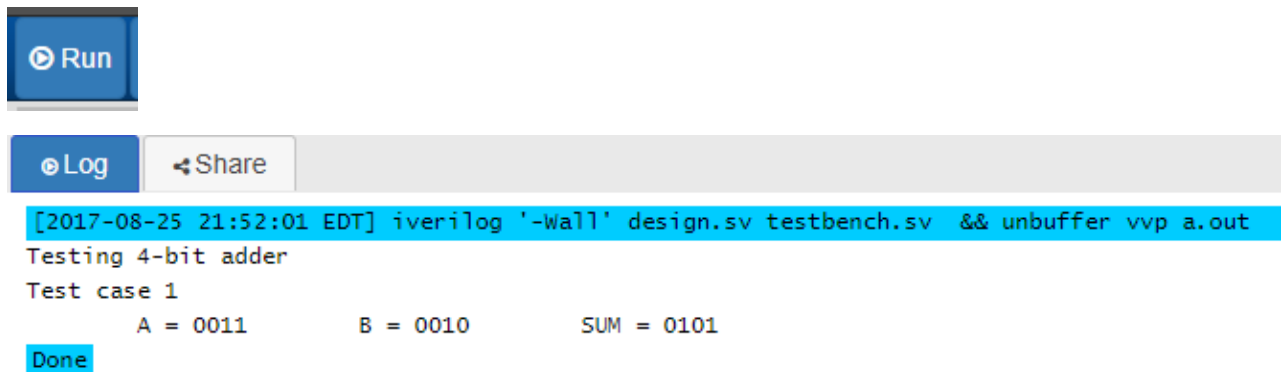 Run
Log Share
[2017-08-25 21:52:01 EDT] iverilog '-Wall' design.sv testbench.sv && unbuffer vvp a.out
Testing 4-bit adder
Test case 1
A = 0011 B = 0010 SUM = 0101
Done